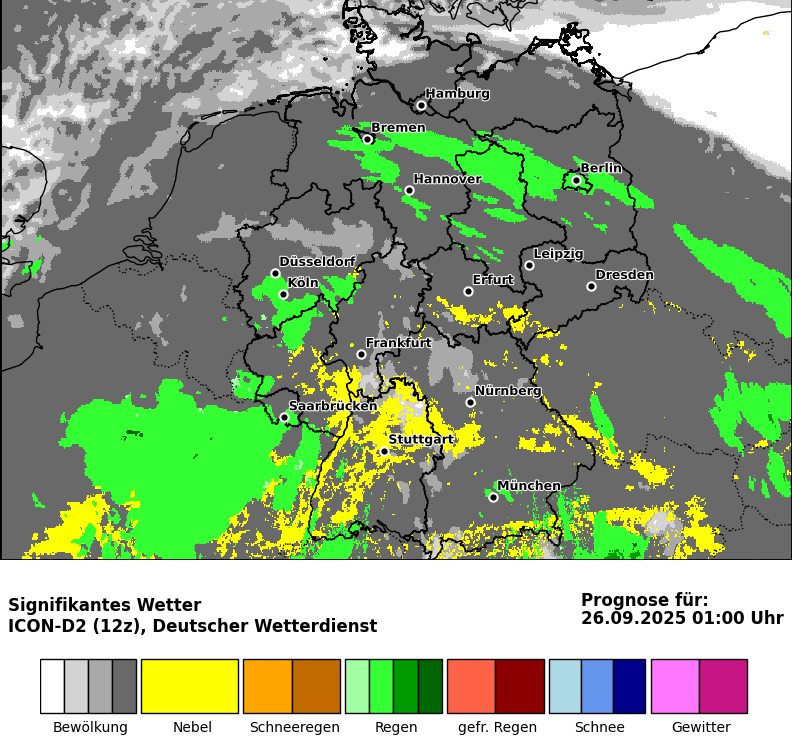 Hamburg
Bremen
Berlin
Hannover
Düsseldorf
Köln
Leipzig
Erfurt
Dresden
Frankfurt
Nürnberg
Saarbrücken
Stuttgart
München
Signifikantes Wetter
ICON-D2 (12z), Deutscher Wetterdienst
Prognose für:
26.09.2025 01:00 Uhr
Bewölkung
Nebel
Schneeregen
Regen
gefr. Regen
Schnee
Gewitter